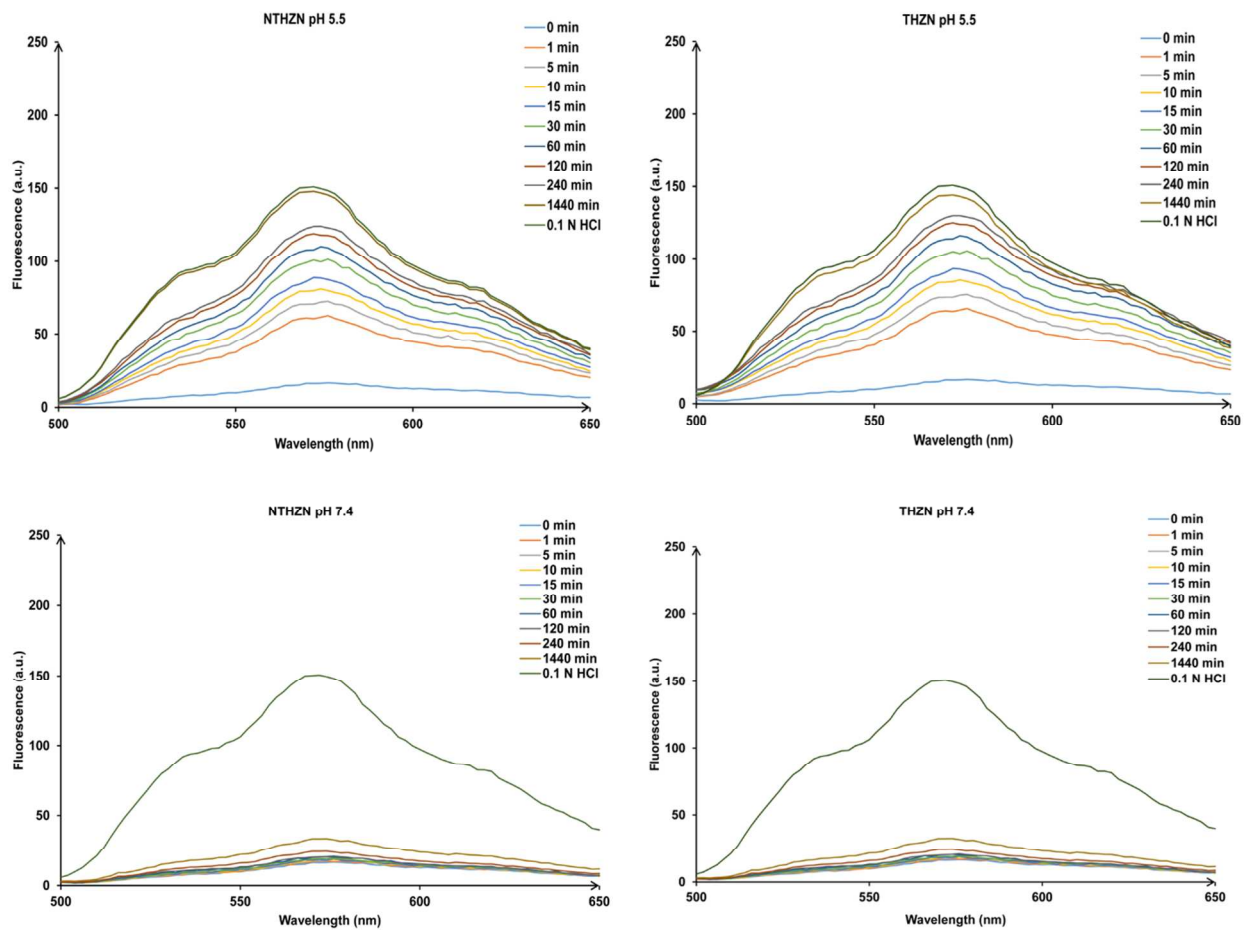 NTHZN pH 5.5
250
200
150
100
50
0
Fluorescence (a.u.)
500
550
600
650
Wavelength (nm)
0 min
1 min
5 min
10 min
15 min
30 min
60 min
120 min
240 min
1440 min
0.1 N HCl
THZN pH 5.5
250
200
150
100
50
0
Fluorescence (a.u.)
500
550
600
650
Wavelength (nm)
0 min
1 min
5 min
10 min
15 min
30 min
60 min
120 min
240 min
1440 min
0.1 N HCl
NTHZN pH 7.4
250
200
150
100
50
0
Fluorescence (a.u.)
500
550
600
650
Wavelength (nm)
0 min
1 min
5 min
10 min
15 min
30 min
60 min
120 min
240 min
1440 min
0.1 N HCl
THZN pH 7.4
250
200
150
100
50
0
Fluorescence (a.u.)
500
550
600
650
Wavelength (nm)
0 min
1 min
5 min
10 min
15 min
30 min
60 min
120 min
240 min
1440 min
0.1 N HCl